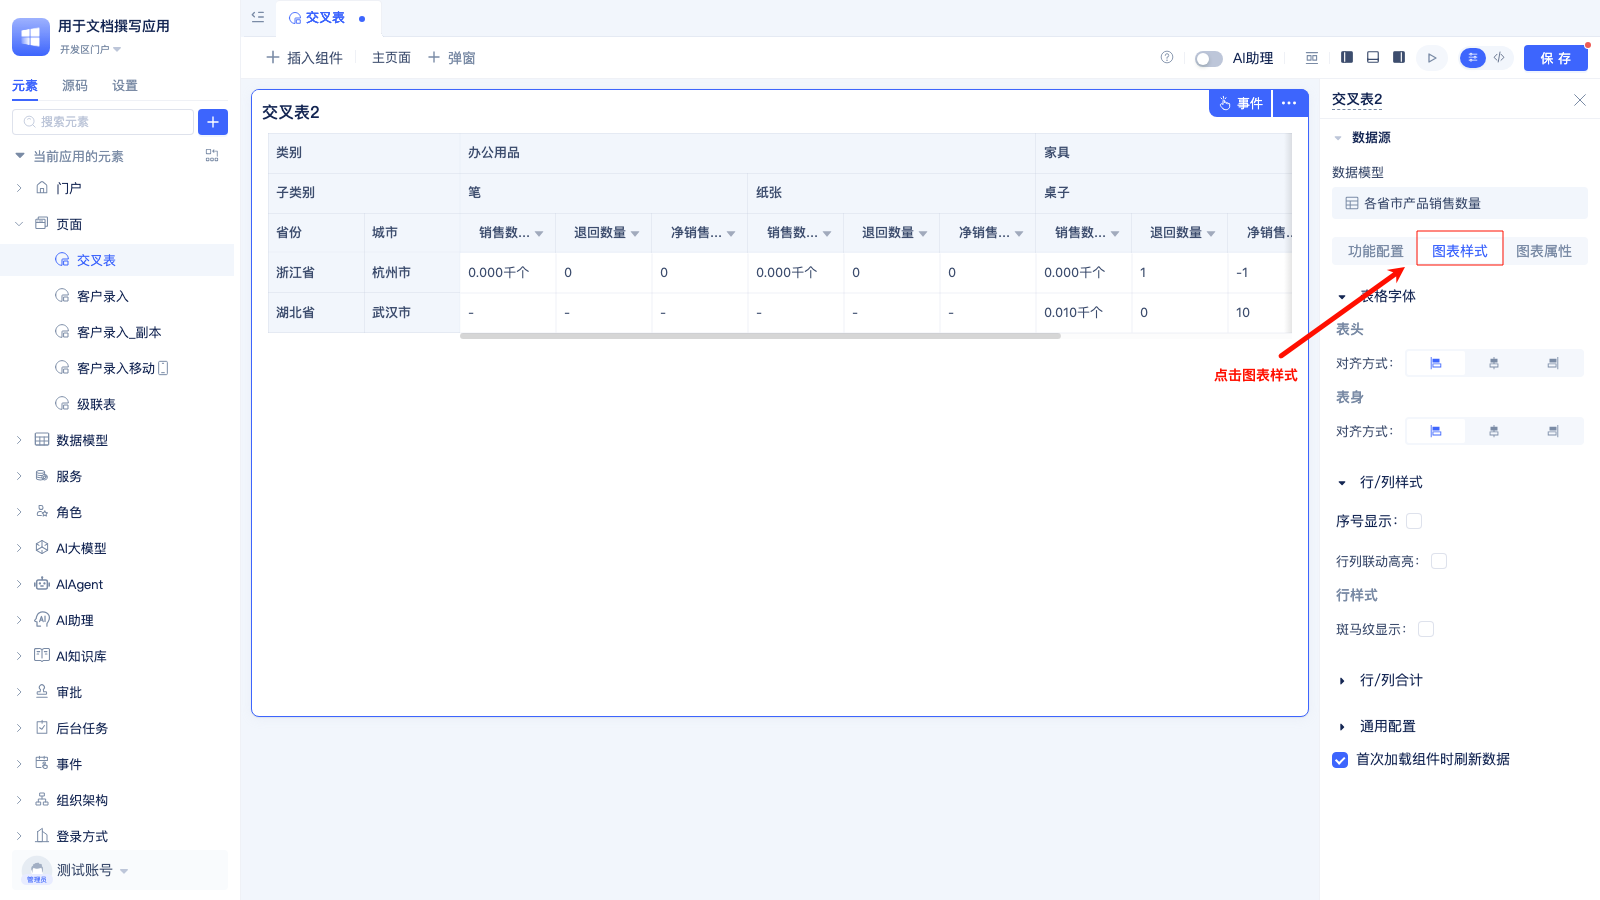 用于文档撰写应用
开发区门户
元素 源码 设置
搜索元素
当前应用的元素
门户
页面
交叉表
客户录入
客户录入_副本
客户录入移动
级联表
数据模型
服务
角色
AI大模型
AIAgent
AI助理
AI知识库
审批
后台任务
事件
组织架构
登录方式
管理员
测试账号
交叉表
插入组件 主页面 弹窗
AI助理
保存
交叉表2
事件
类别 办公用品 家具
子类别 笔 纸张 桌子
省份 城市 销售数... 退回数量 净销售... 销售数... 退回数量 净销售... 销售数... 退回数量 净销售..
浙江省 杭州市 0.000千个 0 0 0.000千个 0 0 0.000千个 1 -1
湖北省 武汉市 - - - - - - 0.010千个 0 10
点击图表样式
交叉表2
数据源
数据模型
各省市产品销售数量
功能配置 图表样式 图表属性
表格字体
表头
对齐方式：
表身
对齐方式：
行/列样式
序号显示：
行列联动高亮：
行样式
斑马纹显示：
行/列合计
通用配置
首次加载组件时刷新数据